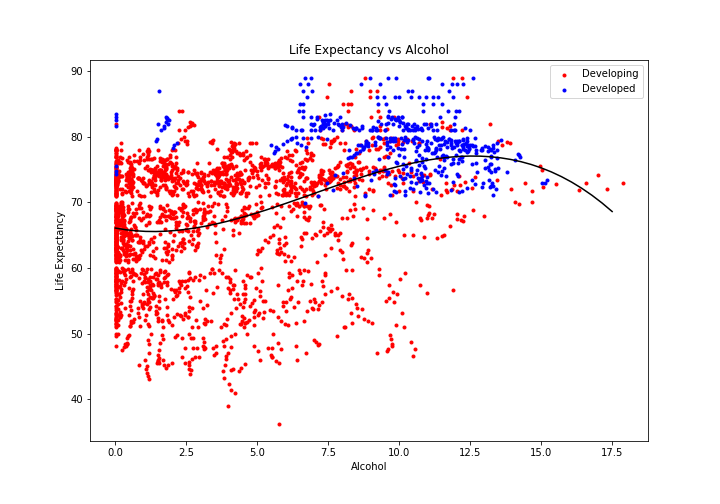 Life Expectancy vs Alcohol
Developing
Developed
90
80
70
60
50
40
Life Expectancy
0.0 2.5 5.0 7.5 10.0 12.5 15.0 17.5
Alcohol